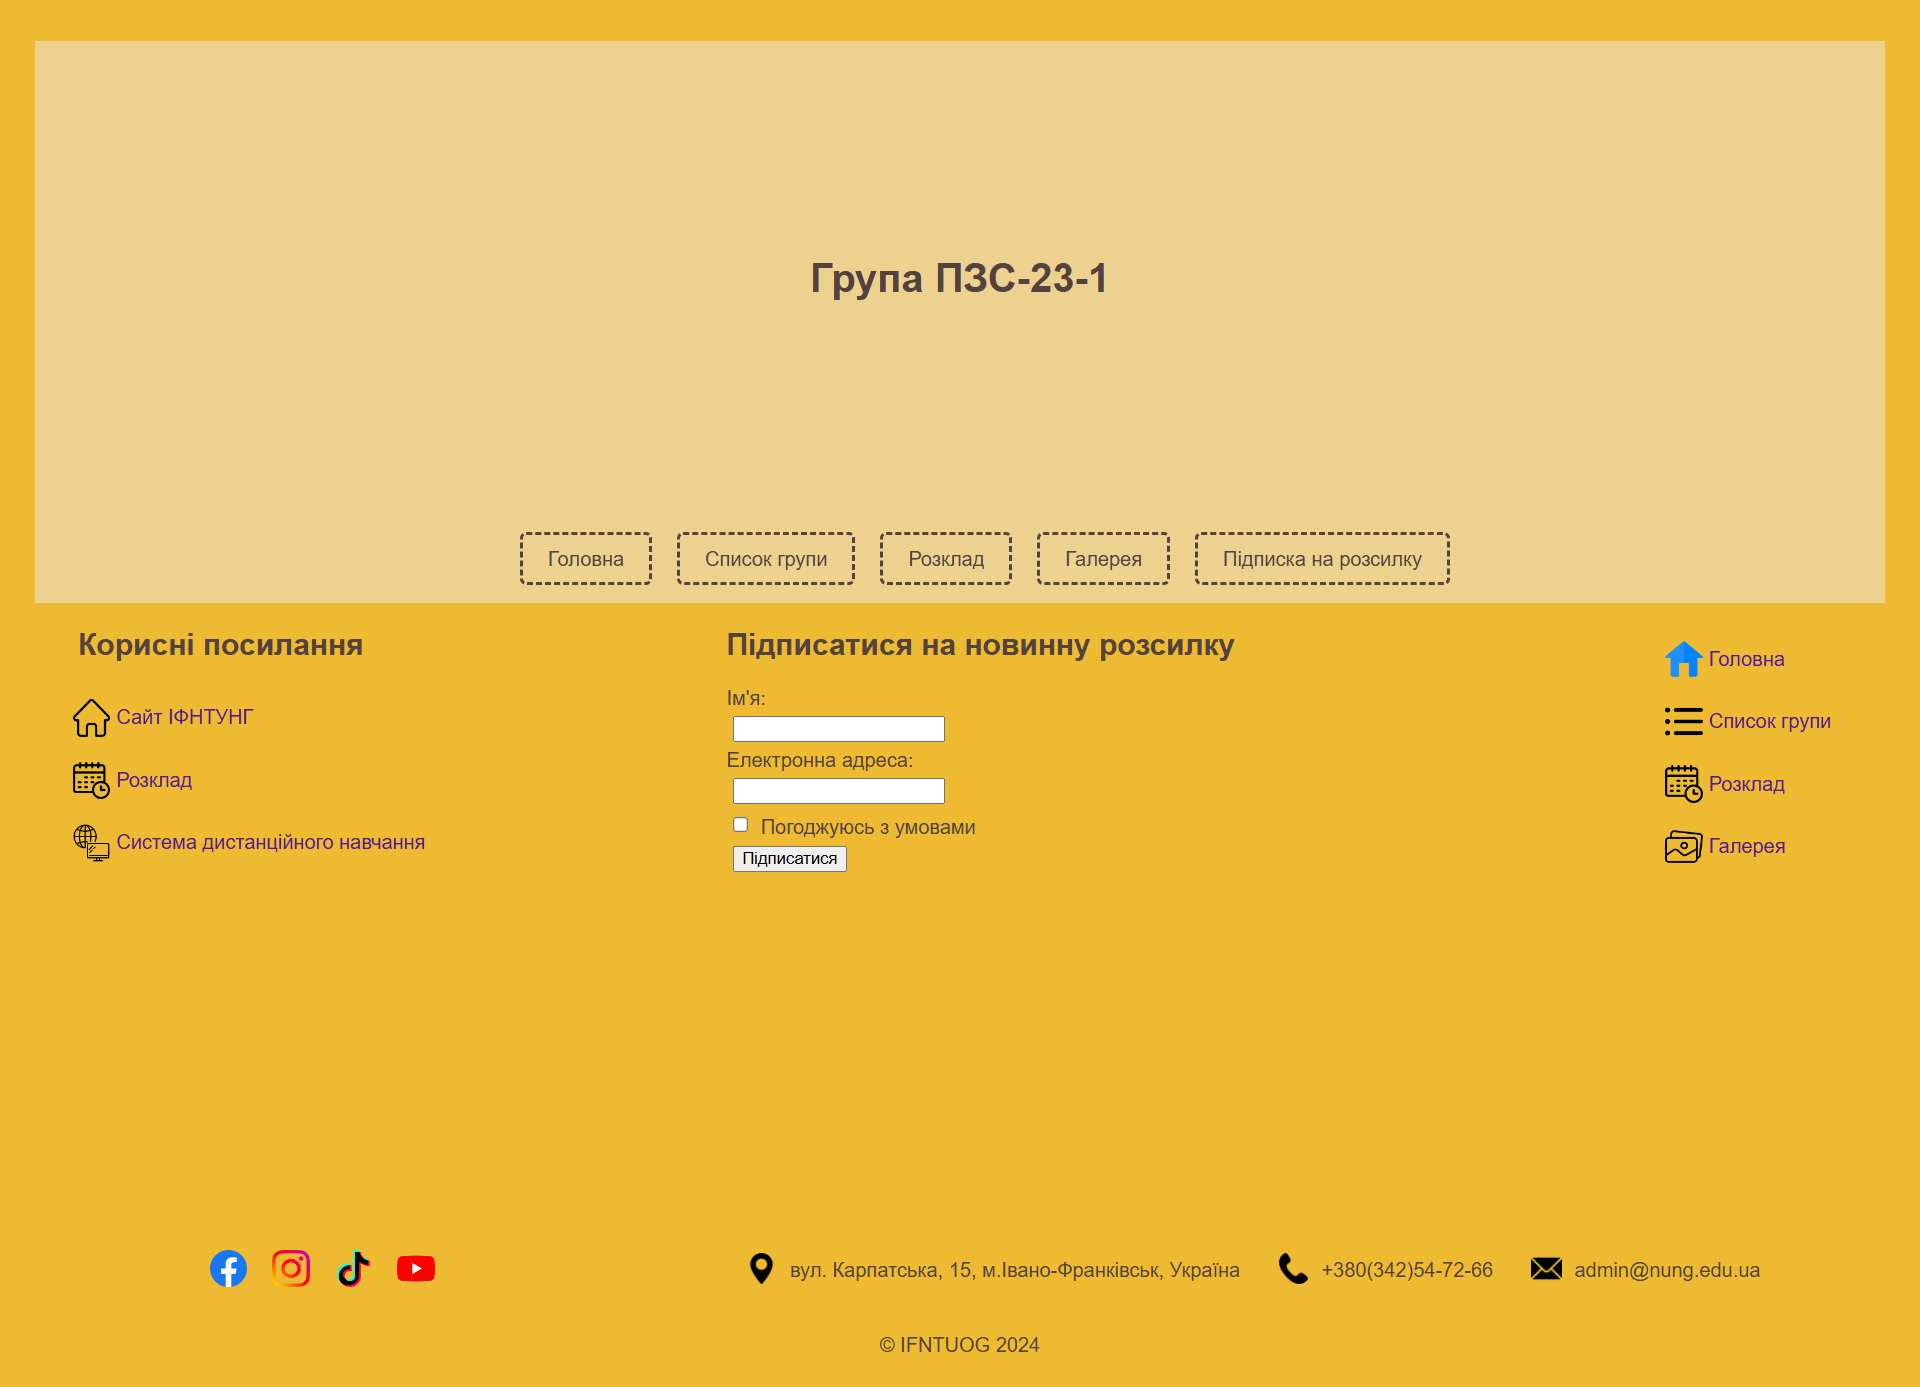 Група ПЗС-23-1
Головна
Список групи
Розклад
Галерея
Підписка на розсилку
Корисні посилання
Сайт ІФНТУНГ
Розклад
Система дистанційного навчання
Підписатися на новинну розсилку
Ім'я:
Електронна адреса:
Погоджуюсь з умовами
Підписатися
Головна
Список групи
Розклад
Галерея
вул. Карпатська, 15, м.Івано-Франківськ, Україна
+380(342)54-72-66
admin@nung.edu.ua
© IFNTUOG 2024